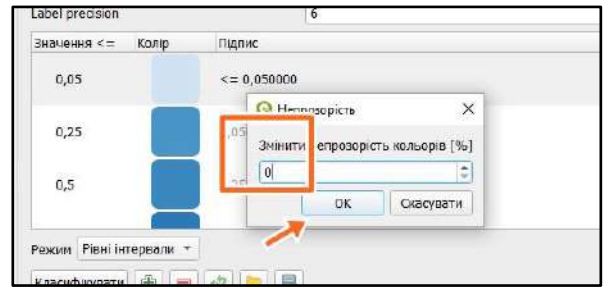 Label precision 6
Значення <= Колір Підпис
0,05 <= 0,050000
Непрозорість
0,25
Змінити непрозорість кольорів [%]
0
0,5
ОК Скасувати
Режим Рівні інтервали
Класифікувати